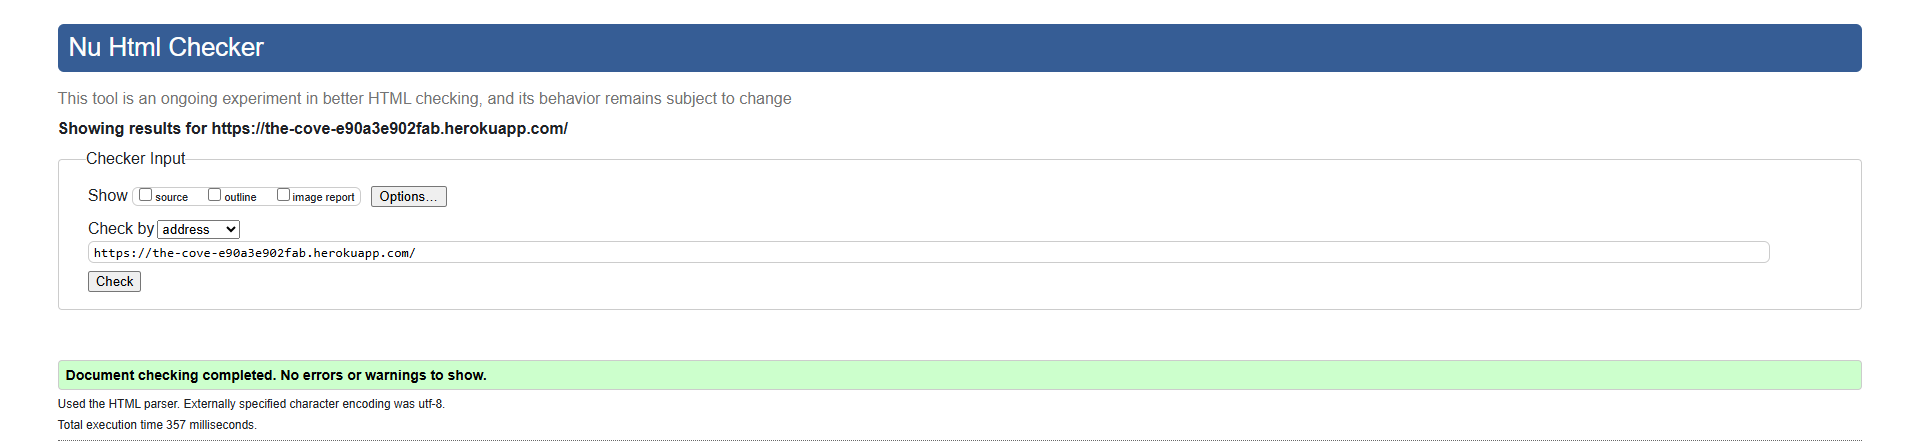 Nu Html Checker
This tool is an ongoing experiment in better HTML checking, and its behavior remains subject to change
Showing results for https://the-cove-e90a3e902fab.herokuapp.com/
Checker Input
Show source outline image report Options...
Check by address
https://the-cove-e90a3e902fab.herokuapp.com/
Check
Document checking completed. No errors or warnings to show.
Used the HTML parser. Externally specified character encoding was utf-8.
Total execution time 357 milliseconds.